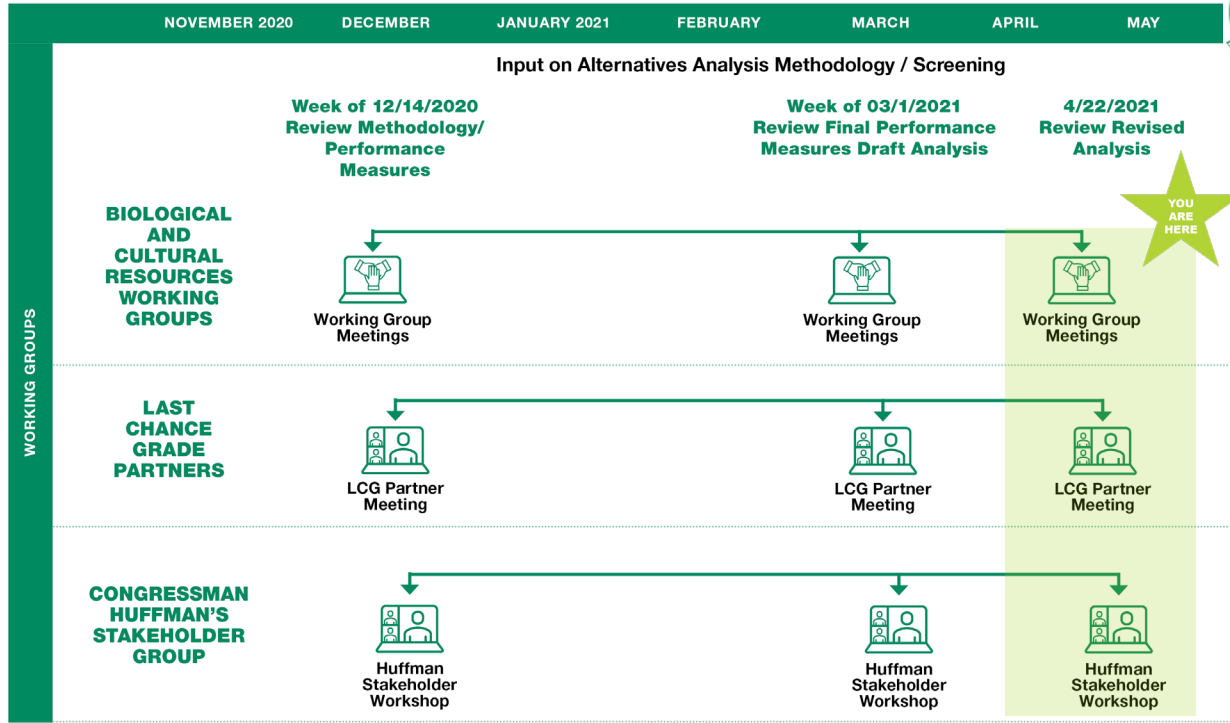 NOVEMBER 2020 DECEMBER JANUARY 2021 FEBRUARY MARCH APRIL MAY
Input on Alternatives Analysis Methodology / Screening
Week of 12/14/2020
Review Methodology/
Performance
Measures
Week of 03/1/2021
Review Final Performance
Measures Draft Analysis
4/22/2021
Review Revised
Analysis
YOU
ARE
HERE
WORKING GROUPS
BIOLOGICAL
AND
CULTURAL
RESOURCES
WORKING
GROUPS
Working Group
Meetings
Working Group
Meetings
Working Group
Meetings
LAST
CHANCE
GRADE
PARTNERS
LCG Partner
Meeting
LCG Partner
Meeting
LCG Partner
Meeting
CONGRESSMAN
HUFFMAN'S
STAKEHOLDER
GROUP
Huffman
Stakeholder
Workshop
Huffman
Stakeholder
Workshop
Huffman
Stakeholder
Workshop